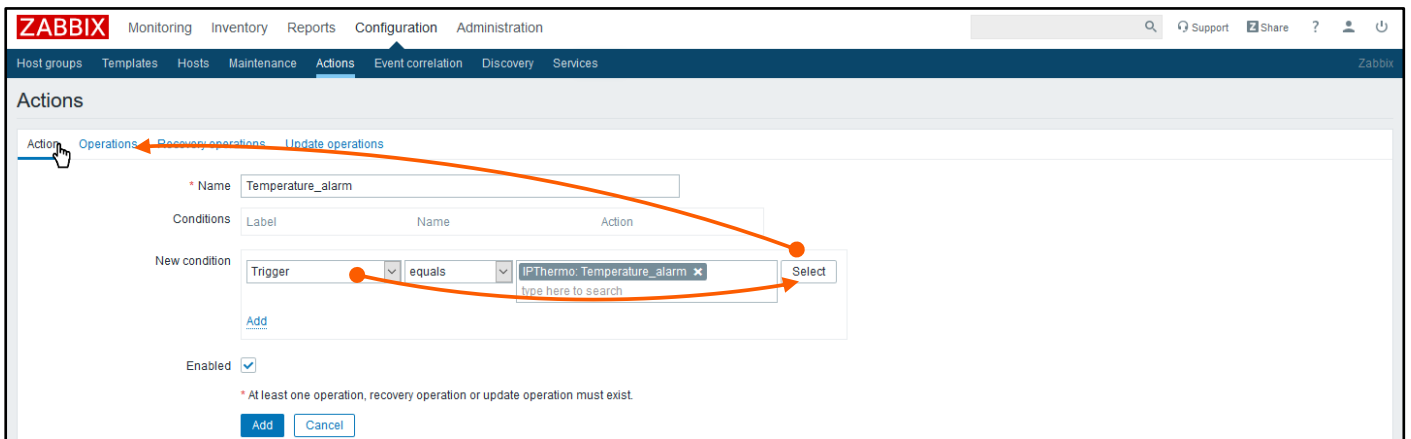 ZABBIX Monitoring Inventory Reports Configuration Administration Support Z Share ?
Host groups Templates Hosts Maintenance Actions Event correlation Discovery Services Zabbix
Actions
Action Operations Recovery operations Update operations
* Name Temperature_alarm
Conditions Label Name Action
New condition Trigger equals IPThermo: Temperature_alarm × Select
type here to search
Add
Enabled
* At least one operation, recovery operation or update operation must exist.
Add Cancel